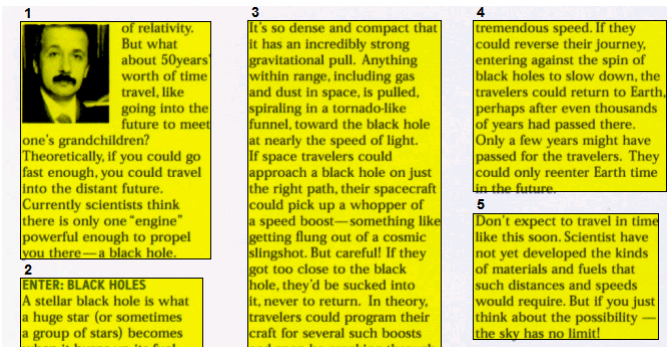 1
of relativity.
But what
about 50years'
worth of time
travel, like
going into the
future to meet
one's grandchildren?
Theoretically, if you could go
fast enough, you could travel
into the distant future.
Currently scientists think
there is only one "engine"
powerful enough to propel
you there—a black hole.
2
ENTER: BLACK HOLES
A stellar black hole is what
a huge star (or sometimes
a group of stars) becomes
3
It's so dense and compact that
it has an incredibly strong
gravitational pull. Anything
within range, including gas
and dust in space, is pulled,
spiraling in a tornado-like
funnel, toward the black hole
at nearly the speed of light.
If space travelers could
approach a black hole on just
the right path, their spacecraft
could pick up a whopper of
a speed boost—something like
getting flung out of a cosmic
slingshot. But careful! If they
got too close to the black
hole, they'd be sucked into
it, never to return. In theory,
travelers could program their
craft for several such boosts
4
tremendous speed. If they
could reverse their journey,
entering against the spin of
black holes to slow down, the
travelers could return to Earth,
perhaps after even thousands
of years had passed there.
Only a few years might have
passed for the travelers. They
could only reenter Earth time
in the future.
5
Don't expect to travel in time
like this soon. Scientist have
not yet developed the kinds
of materials and fuels that
such distances and speeds
would require. But if you just
think about the possibility —
the sky has no limit!